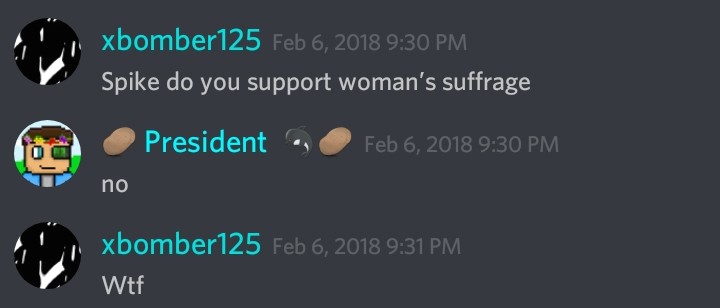 xbomber125 Feb 6, 2018 9:30 PM
Spike do you support woman's suffrage
🥔 President 🐬🥔 Feb 6, 2018 9:30 PM
no
xbomber125 Feb 6, 2018 9:31 PM
Wtf